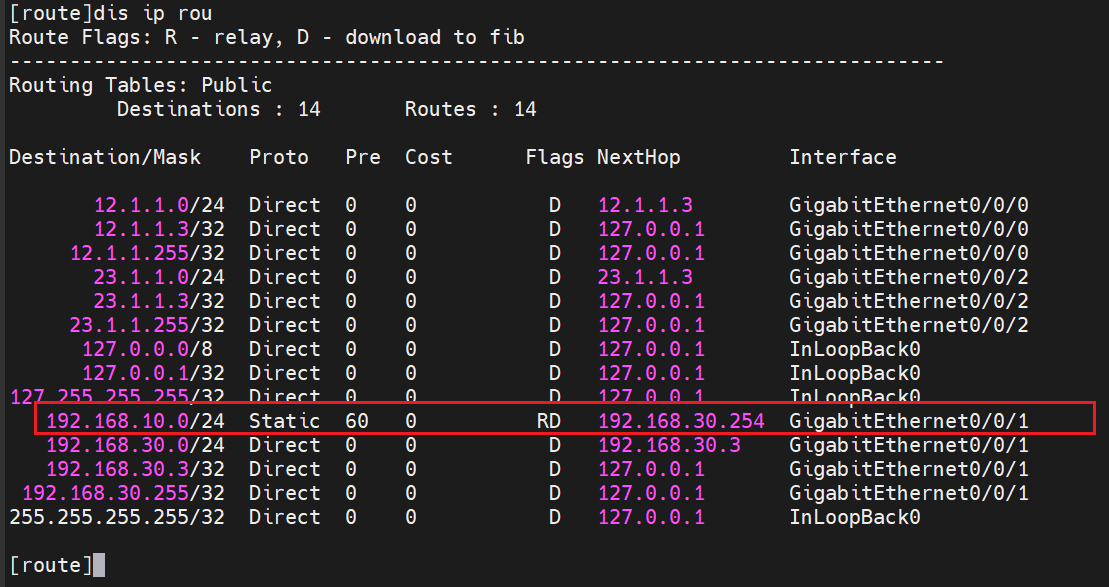 [route]dis ip rou
Route Flags: R - relay, D - download to fib
------------------------------------------------------------------------------
Routing Tables: Public
         Destinations : 14       Routes : 14

Destination/Mask    Proto   Pre  Cost      Flags NextHop         Interface

       12.1.1.0/24  Direct  0    0           D   12.1.1.3        GigabitEthernet0/0/0
       12.1.1.3/32  Direct  0    0           D   127.0.0.1       GigabitEthernet0/0/0
     12.1.1.255/32  Direct  0    0           D   127.0.0.1       GigabitEthernet0/0/0
       23.1.1.0/24  Direct  0    0           D   23.1.1.3        GigabitEthernet0/0/2
       23.1.1.3/32  Direct  0    0           D   127.0.0.1       GigabitEthernet0/0/2
     23.1.1.255/32  Direct  0    0           D   127.0.0.1       GigabitEthernet0/0/2
      127.0.0.0/8   Direct  0    0           D   127.0.0.1       InLoopBack0
      127.0.0.1/32  Direct  0    0           D   127.0.0.1       InLoopBack0
127.255.255.255/32  Direct  0    0           D   127.0.0.1       InLoopBack0
   192.168.10.0/24  Static  60   0          RD   192.168.30.254  GigabitEthernet0/0/1
   192.168.30.0/24  Direct  0    0           D   192.168.30.3    GigabitEthernet0/0/1
   192.168.30.3/32  Direct  0    0           D   127.0.0.1       GigabitEthernet0/0/1
 192.168.30.255/32  Direct  0    0           D   127.0.0.1       GigabitEthernet0/0/1
255.255.255.255/32  Direct  0    0           D   127.0.0.1       InLoopBack0

[route]